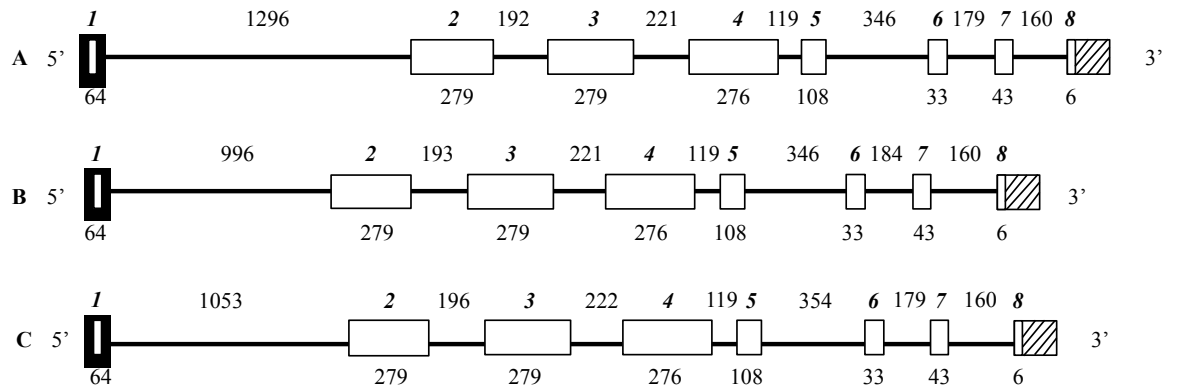 1 1296 2 192 3 221 4 119 5 346 6 179 7 160 8
A 5’ 3’
64 279 279 276 108 33 43 6
1 996 2 193 3 221 4 119 5 346 6 184 7 160 8
B 5’ 3’
64 279 279 276 108 33 43 6
1 1053 2 196 3 222 4 119 5 354 6 179 7 160 8
C 5’ 3’
64 279 279 276 108 33 43 6